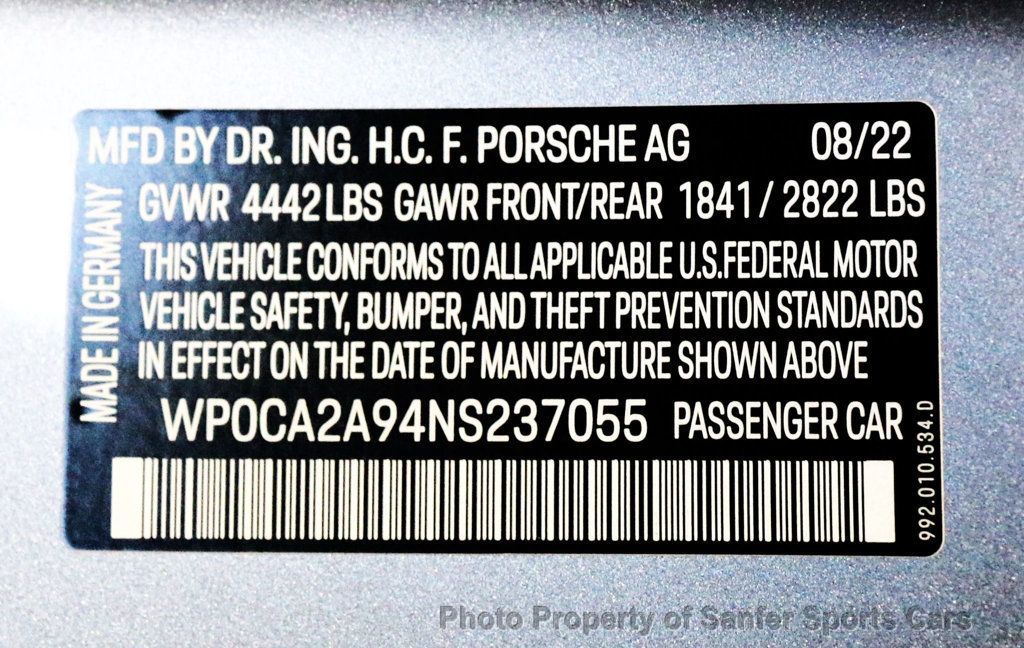 MFD BY DR. ING. H.C. F. PORSCHE AG 08/22
GVWR 4442LBS GAWR FRONT/REAR 1841 / 2822 LBS
THIS VEHICLE CONFORMS TO ALL APPLICABLE U.S.FEDERAL MOTOR
VEHICLE SAFETY, BUMPER, AND THEFT PREVENTION STANDARDS
IN EFFECT ON THE DATE OF MANUFACTURE SHOWN ABOVE
WP0CA2A94NS237055 PASSENGER CAR
MADE IN GERMANY
992.010.534.D
Photo Property of Sanfer Sports Cars